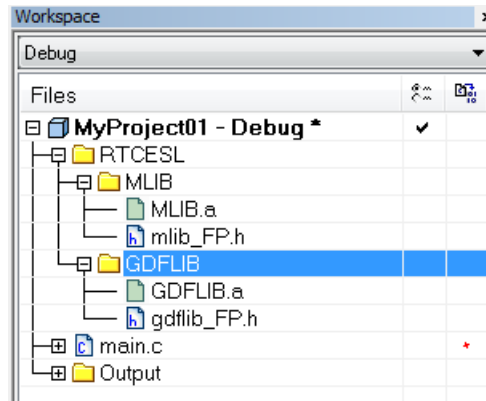 Workspace
Debug
Files
MyProject01 - Debug *
RTCESL
MLIB
MLIB.a
mlib_FP.h
GDFLIB
GDFLIB.a
gdflib_FP.h
main.c
Output